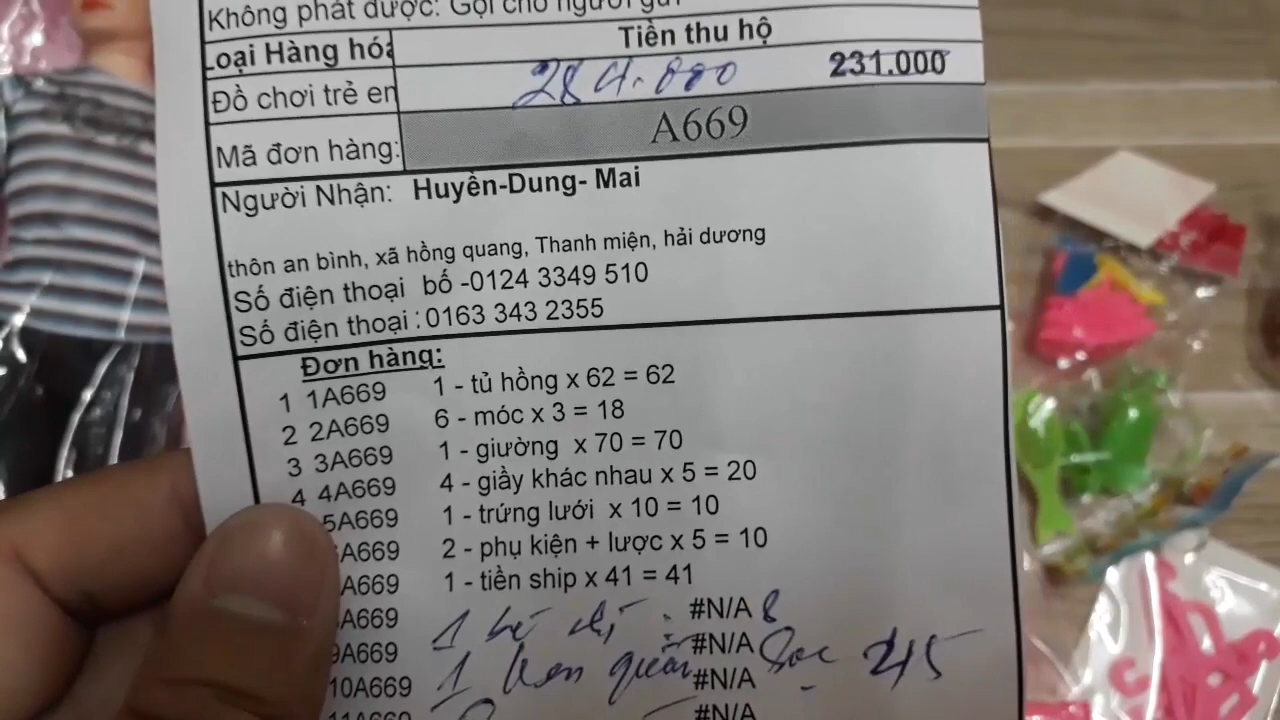 Không phát được: Gọi cho người gửi
Loại Hàng hóa
Tiền thu hộ
Đồ chơi trẻ em
284.000
231.000
Mã đơn hàng:
A669
Người Nhận: Huyền-Dung- Mai
thôn an bình, xã hồng quang, Thanh miện, hải dương
Số điện thoại bố -0124 3349 510
Số điện thoại : 0163 343 2355
Đơn hàng:
1 1A669 1 - tủ hồng x 62 = 62
2 2A669 6 - móc x 3 = 18
3 3A669 1 - giường x 70 = 70
4 4A669 4 - giầy khác nhau x 5 = 20
5A669 1 - trứng lưới x 10 = 10
A669 2 - phụ kiện + lược x 5 = 10
A669 1 - tiền ship x 41 = 41
A669 1 #N/A 8
9A669 1 quần #N/A 45
10A669 #N/A
11A669 #N/A